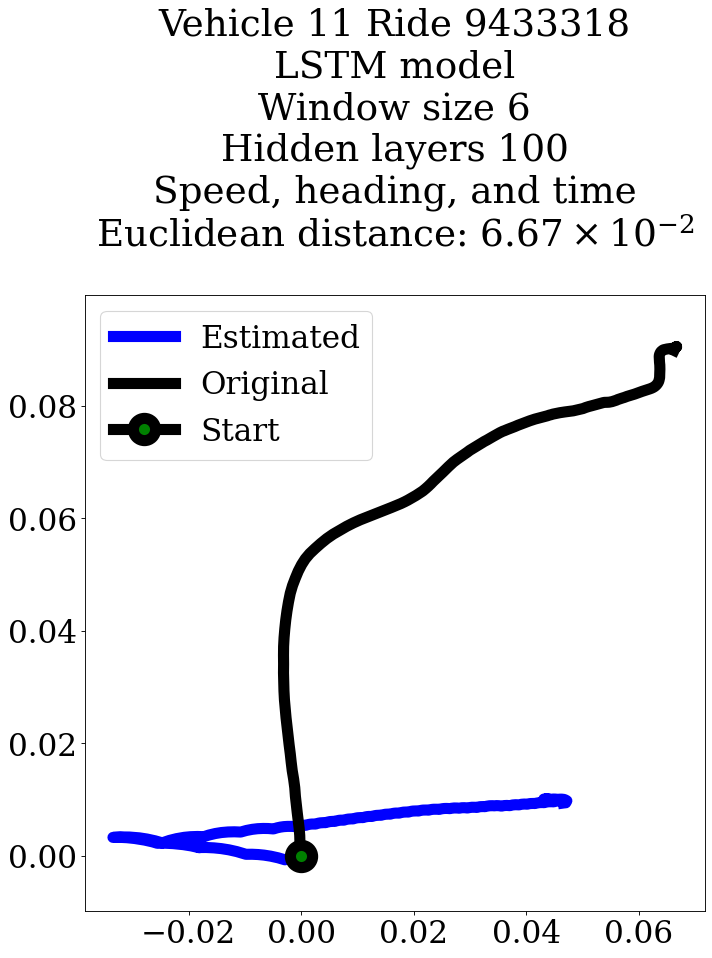 Vehicle 11 Ride 9433318
LSTM model
Window size 6
Hidden layers 100
Speed, heading, and time
Euclidean distance: 6.67 × 10⁻²
Estimated
Original
Start
0.08
0.06
0.04
0.02
0.00
−0.02 0.00 0.02 0.04 0.06